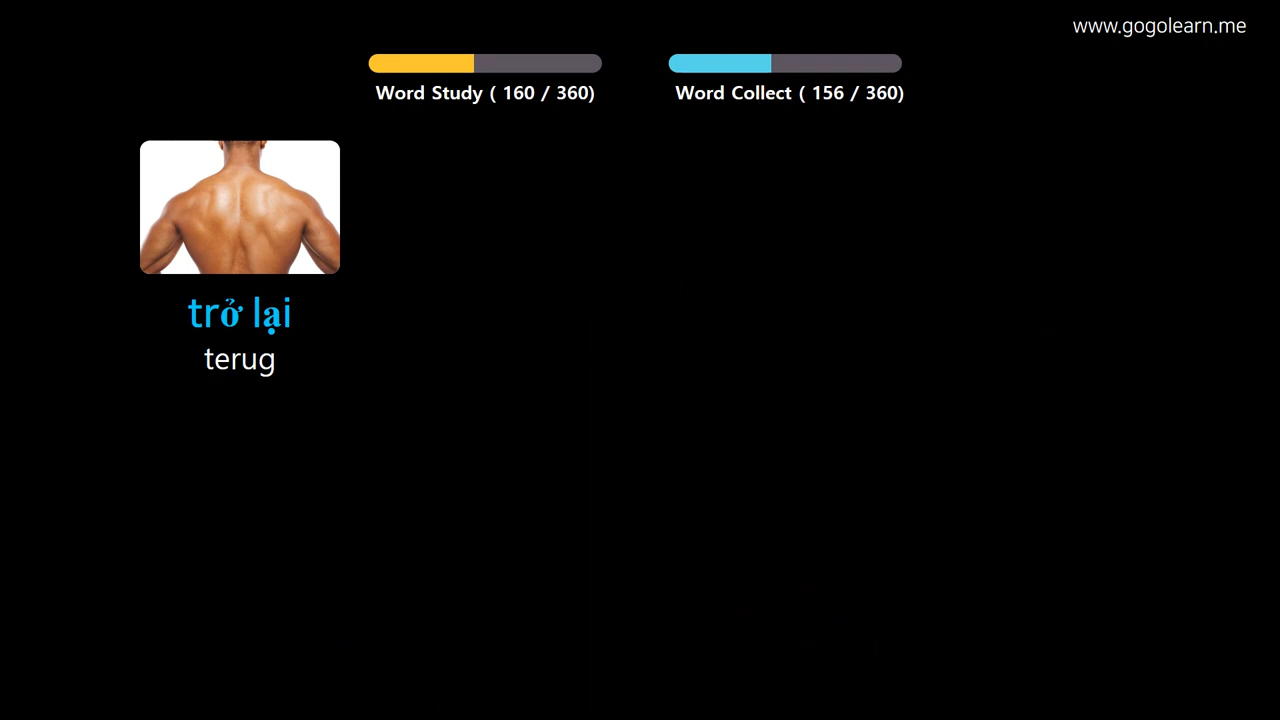 www.gogolearn.me
Word Study ( 160 / 360)
Word Collect ( 156 / 360)
trở lại
terug